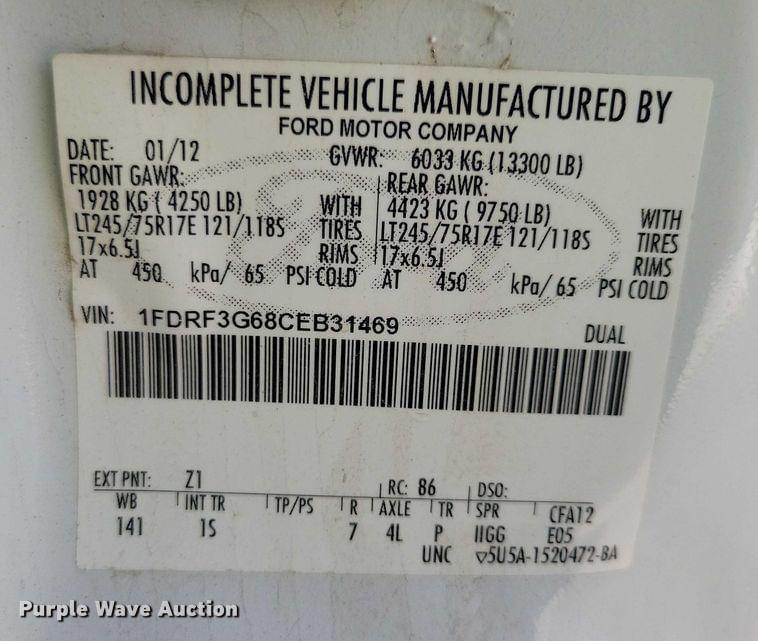 INCOMPLETE VEHICLE MANUFACTURED BY
FORD MOTOR COMPANY
DATE: 01/12 GVWR: 6033 KG (13300 LB)
FRONT GAWR: REAR GAWR:
1928 KG ( 4250 LB) WITH 4423 KG ( 9750 LB) WITH
LT245/75R17E 121/118S TIRES LT245/75R17E 121/118S TIRES
17x6.5J RIMS 17x6.5J RIMS
AT 450 kPa/ 65 PSI COLD AT 450 kPa/ 65 PSI COLD
VIN: 1FDRF3G68CEB31469 DUAL
EXT PNT: Z1 RC: 86 DSO:
WB INT TR TP/PS R AXLE TR SPR CFA12
141 1S 7 4L P IIGG E05
UNC ▽5U5A-1520472-BA
Purple Wave Auction